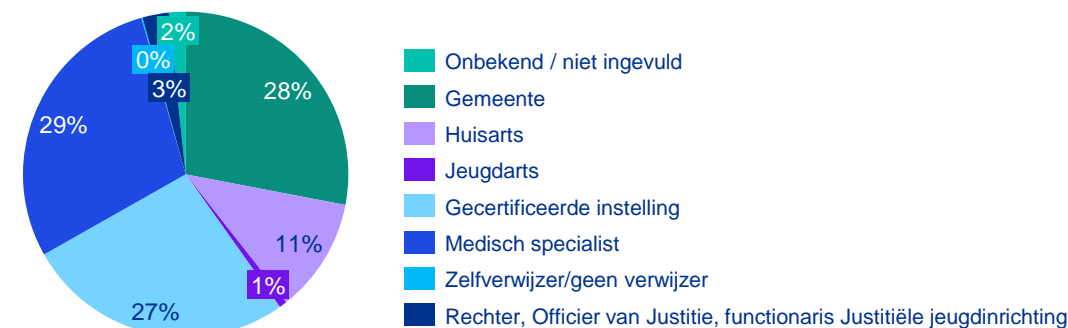 2%
0%
28%
3%
29%
11%
1%
27%
Onbekend / niet ingevuld
Gemeente
Huisarts
Jeugdarts
Gecertificeerde instelling
Medisch specialist
Zelfverwijzer/geen verwijzer
Rechter, Officier van Justitie, functionaris Justitiële jeugdinrichting